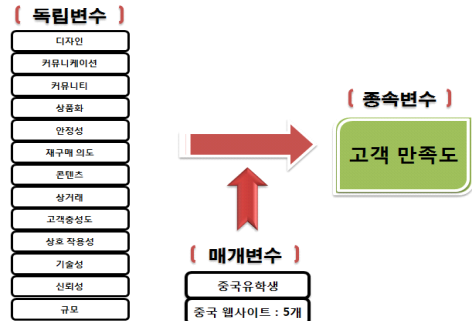 [ 독립변수 ]
디자인
커뮤니케이션
커뮤니티
상품화
안정성
재구매 의도
콘텐츠
상거래
고객충성도
상호 작용성
기술성
신뢰성
규모
[ 종속변수 ]
고객 만족도
[ 매개변수 ]
중국유학생
중국 웹사이트 : 5개